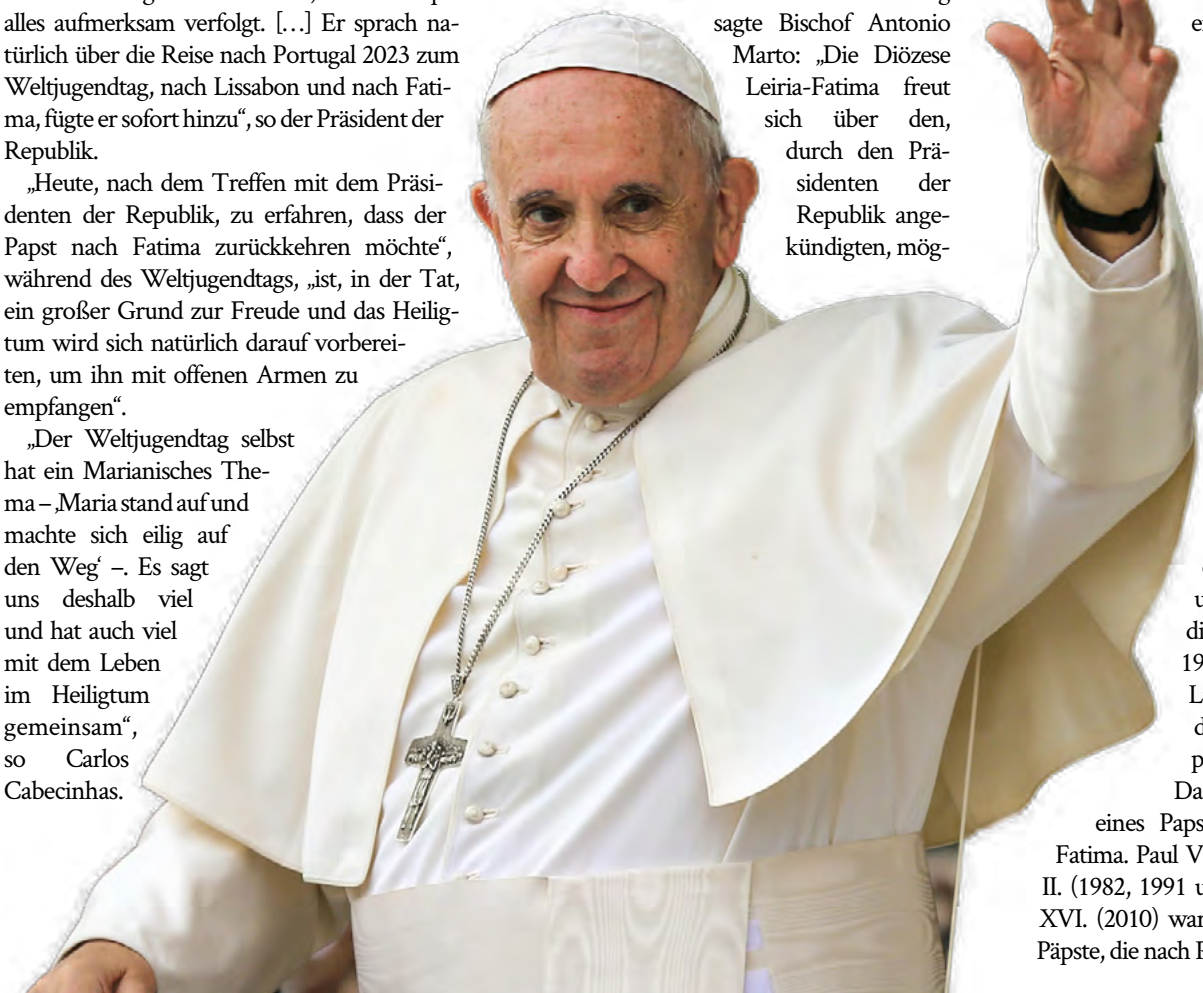 alles aufmerksam verfolgt. […] Er sprach na-
türlich über die Reise nach Portugal 2023 zum
Weltjugendtag, nach Lissabon und nach Fati-
ma, fügte er sofort hinzu“, so der Präsident der
Republik.
„Heute, nach dem Treffen mit dem Präsi-
denten der Republik, zu erfahren, dass der
Papst nach Fatima zurückkehren möchte“,
während des Weltjugendtags, „ist, in der Tat,
ein großer Grund zur Freude und das Heilig-
tum wird sich natürlich darauf vorberei-
ten, um ihn mit offenen Armen zu
empfangen“.
„Der Weltjugendtag selbst
hat ein Marianisches The-
ma – ‚Maria stand auf und
machte sich eilig auf
den Weg‘ –. Es sagt
uns deshalb viel
und hat auch viel
mit dem Leben
im Heiligtum
gemeinsam“,
so Carlos
Cabecinhas.
sagte Bischof Antonio
Marto: „Die Diözese
Leiria-Fatima freut
sich über den,
durch den Prä-
sidenten der
Republik ange-
kündigten, mög-
eines Paps
Fatima. Paul V
II. (1982, 1991 u
XVI. (2010) war
Päpste, die nach F